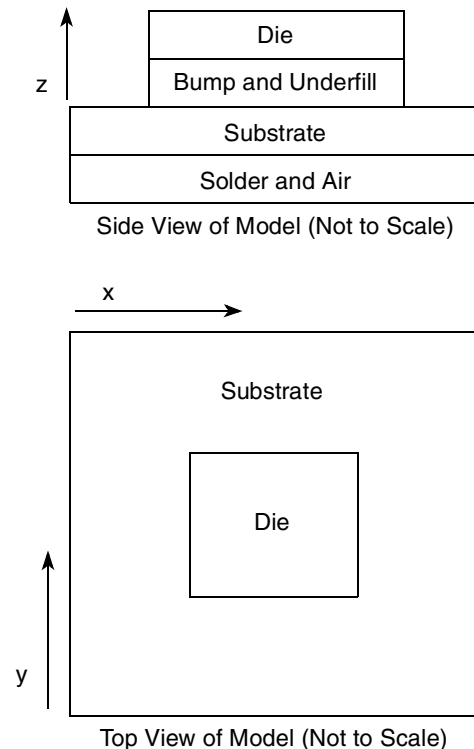 Die
z
Bump and Underfill
Substrate
Solder and Air
Side View of Model (Not to Scale)
x
Substrate
Die
y
Top View of Model (Not to Scale)